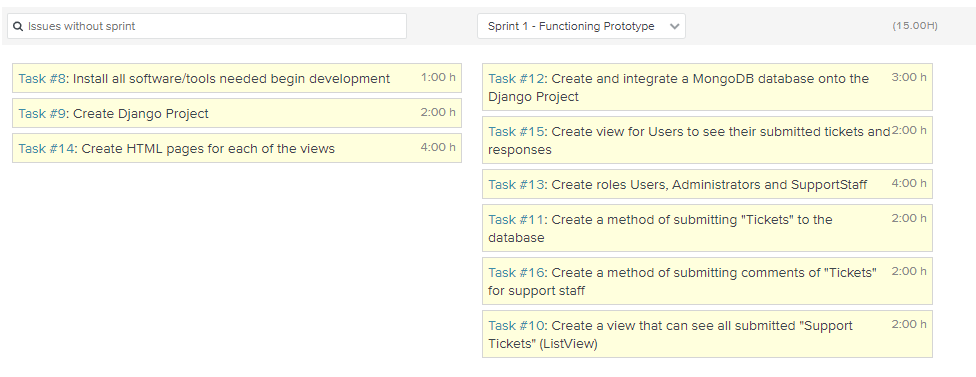 Issues without sprint
Sprint 1 - Functioning Prototype
(15.00H)
Task #8: Install all software/tools needed begin development 1:00 h
Task #9: Create Django Project 2:00 h
Task #14: Create HTML pages for each of the views 4:00 h
Task #12: Create and integrate a MongoDB database onto the 3:00 h
Django Project
Task #15: Create view for Users to see their submitted tickets and 2:00 h
responses
Task #13: Create roles Users, Administrators and SupportStaff 4:00 h
Task #11: Create a method of submitting "Tickets" to the 2:00 h
database
Task #16: Create a method of submitting comments of "Tickets" 2:00 h
for support staff
Task #10: Create a view that can see all submitted "Support 2:00 h
Tickets" (ListView)